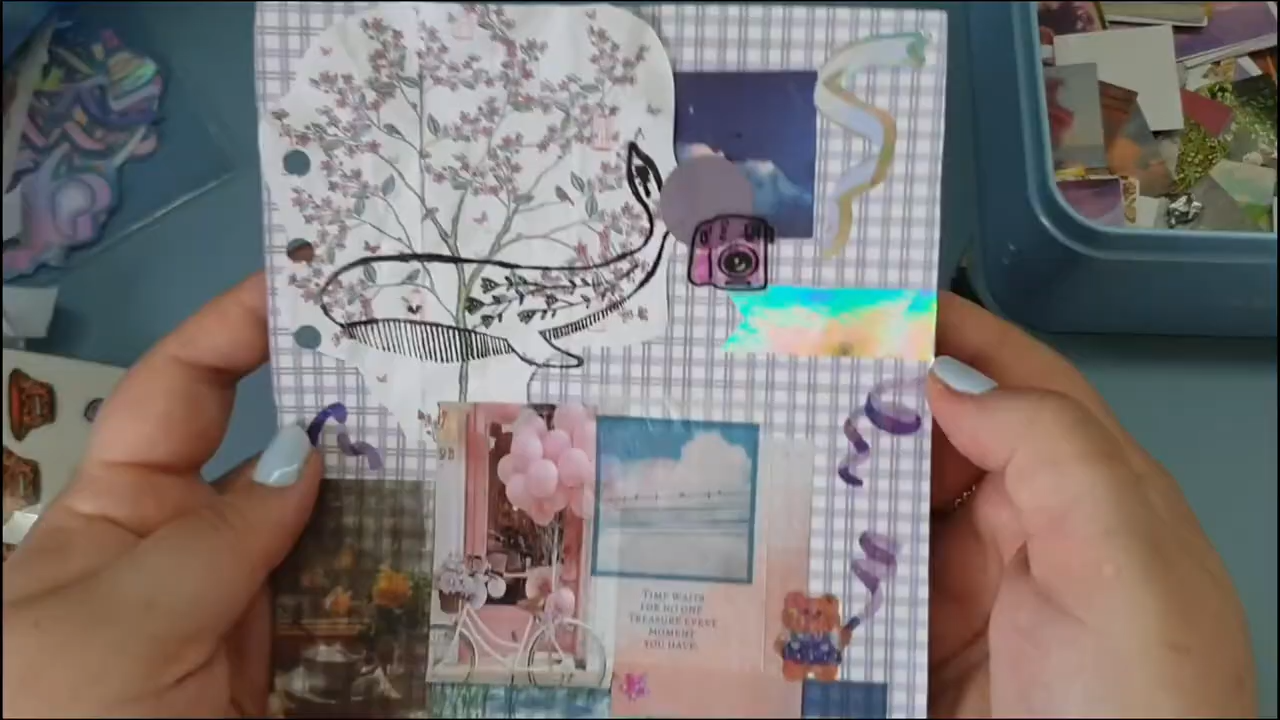 TIME WAITS
FOR NO ONE
TREASURE EVERY
MOMENT
YOU HAVE